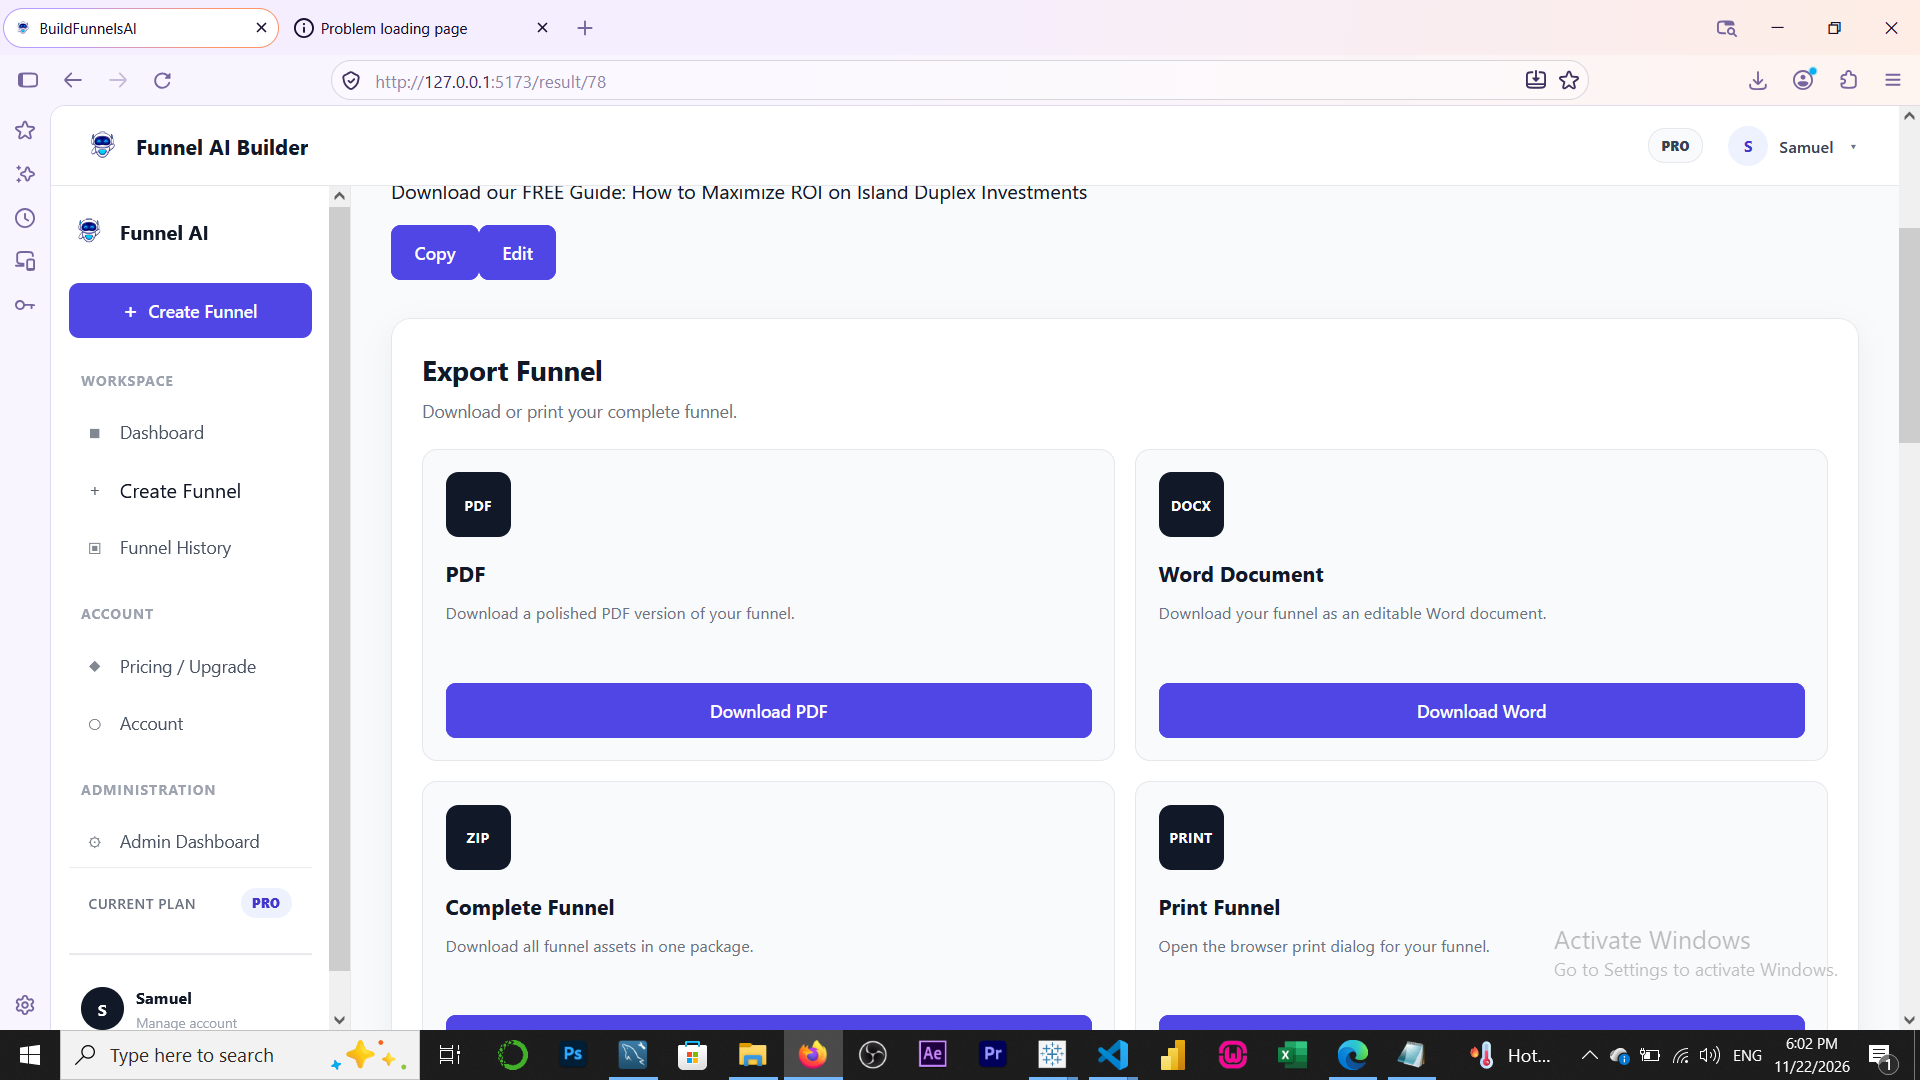 BuildFunnelsAI
Problem loading page
http://127.0.0.1:5173/result/78
Funnel AI Builder
PRO
S
Samuel
Funnel AI
+ Create Funnel
WORKSPACE
Dashboard
+ Create Funnel
Funnel History
ACCOUNT
Pricing / Upgrade
Account
ADMINISTRATION
Admin Dashboard
CURRENT PLAN PRO
S
Samuel
Manage account
Download our FREE Guide: How to Maximize ROI on Island Duplex Investments
Copy
Edit
Export Funnel
Download or print your complete funnel.
PDF
PDF
Download a polished PDF version of your funnel.
Download PDF
DOCX
Word Document
Download your funnel as an editable Word document.
Download Word
ZIP
Complete Funnel
Download all funnel assets in one package.
PRINT
Print Funnel
Open the browser print dialog for your funnel.
Activate Windows
Go to Settings to activate Windows.
Type here to search
Ps
Ae
Pr
Hot...
ENG
6:02 PM
11/22/2026
1